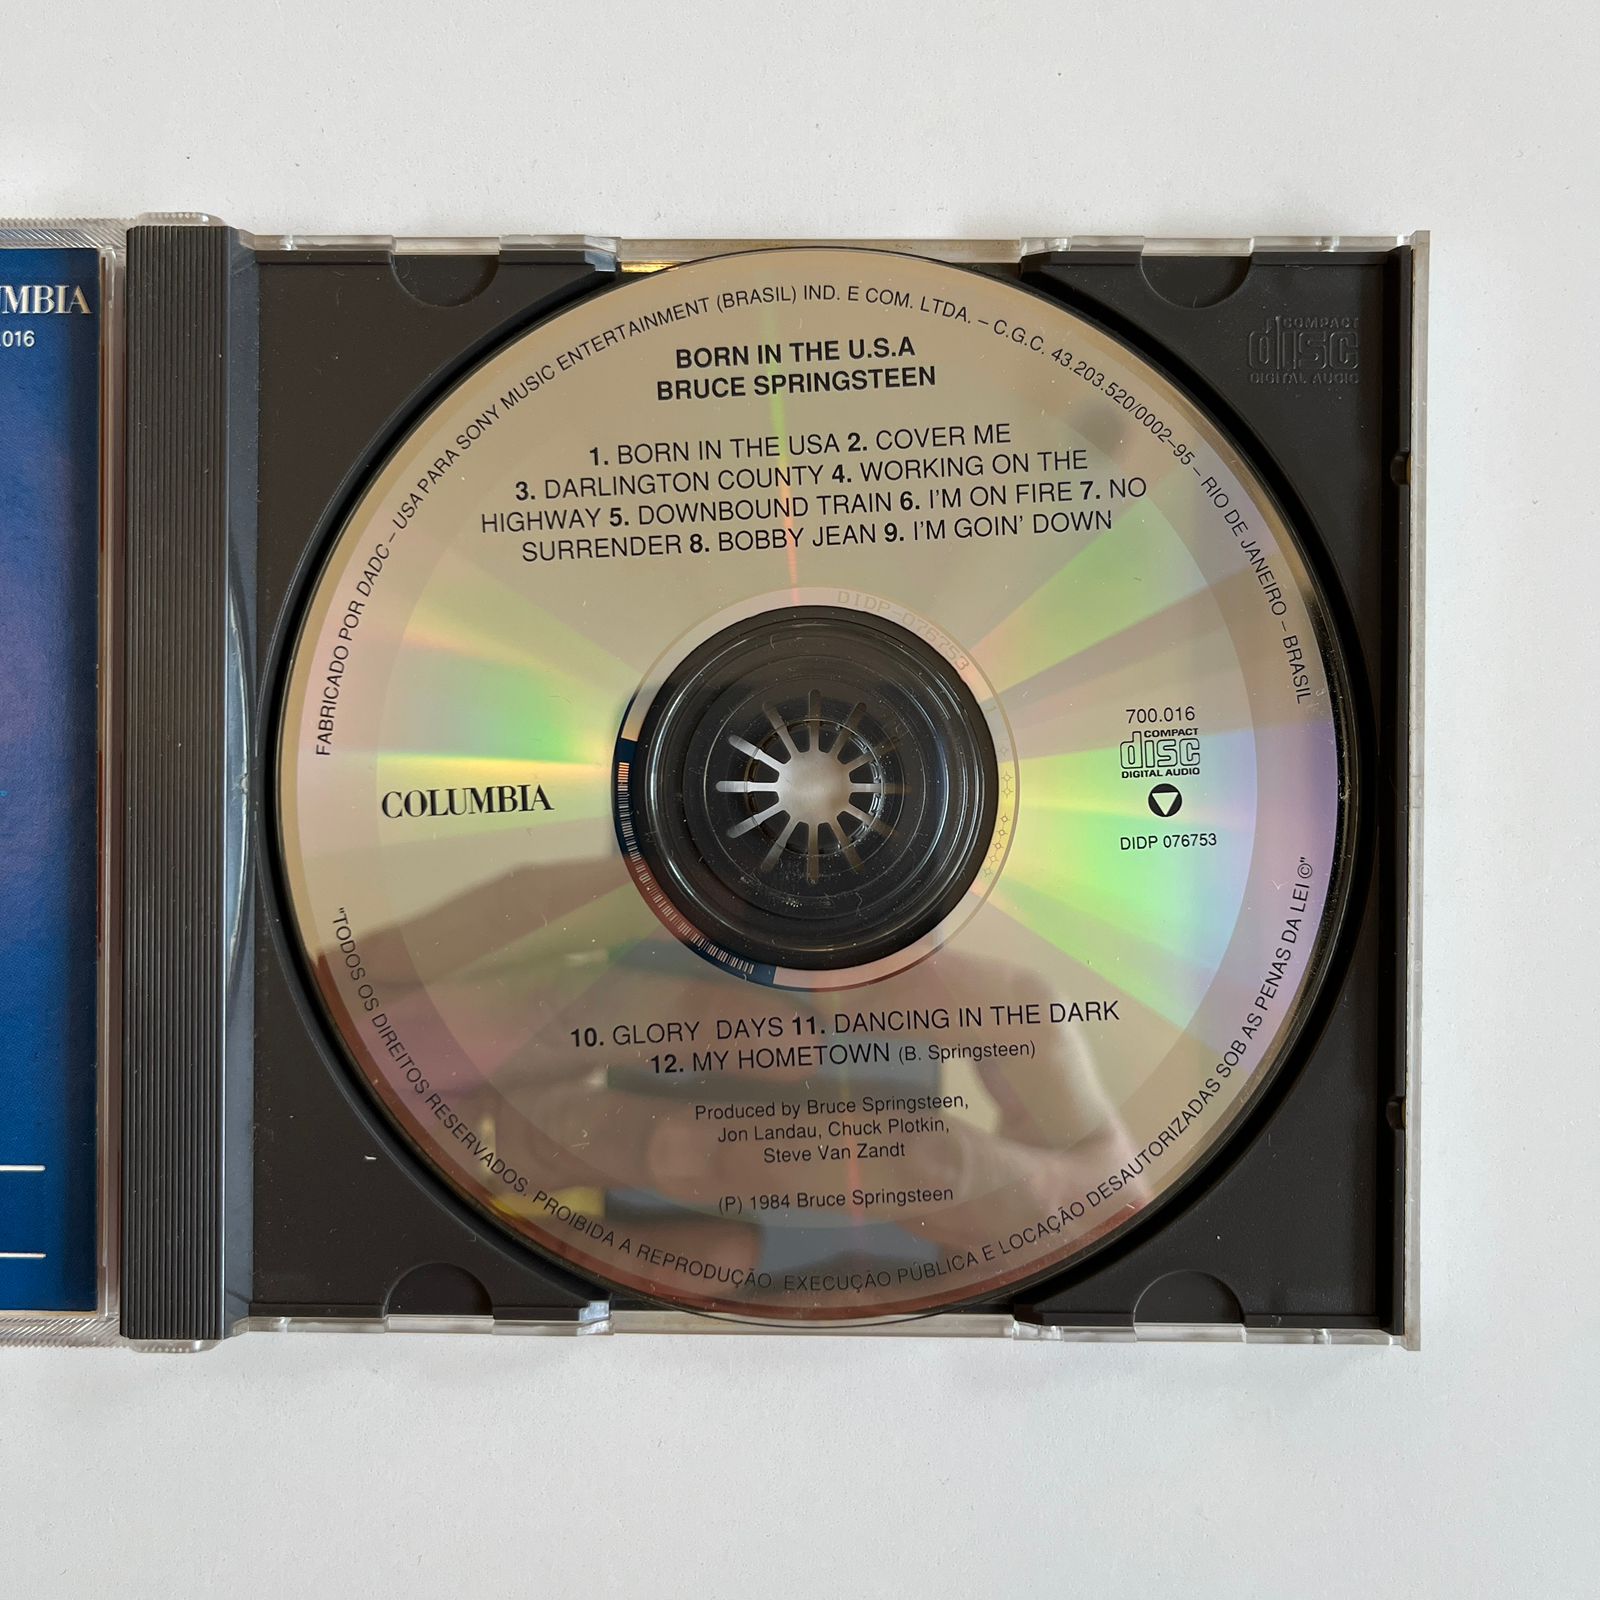 COLUMBIA
.016
FABRICADO POR DADC – USA PARA SONY MUSIC ENTERTAINMENT (BRASIL) IND. E COM. LTDA. – C.G.C. 43.203.520/0002-95 – RIO DE JANEIRO – BRASIL
BORN IN THE U.S.A
BRUCE SPRINGSTEEN
1. BORN IN THE USA 2. COVER ME
3. DARLINGTON COUNTY 4. WORKING ON THE
HIGHWAY 5. DOWNBOUND TRAIN 6. I'M ON FIRE 7. NO
SURRENDER 8. BOBBY JEAN 9. I'M GOIN' DOWN
DIDP-076753
COLUMBIA
700.016
COMPACT
disc
DIGITAL AUDIO
DIDP 076753
10. GLORY DAYS 11. DANCING IN THE DARK
12. MY HOMETOWN (B. Springsteen)
Produced by Bruce Springsteen,
Jon Landau, Chuck Plotkin,
Steve Van Zandt
(P) 1984 Bruce Springsteen
"TODOS OS DIREITOS RESERVADOS. PROIBIDA A REPRODUÇÃO. EXECUÇÃO PÚBLICA E LOCAÇÃO DESAUTORIZADAS SOB AS PENAS DA LEI ©"
COMPACT
disc
DIGITAL AUDIO